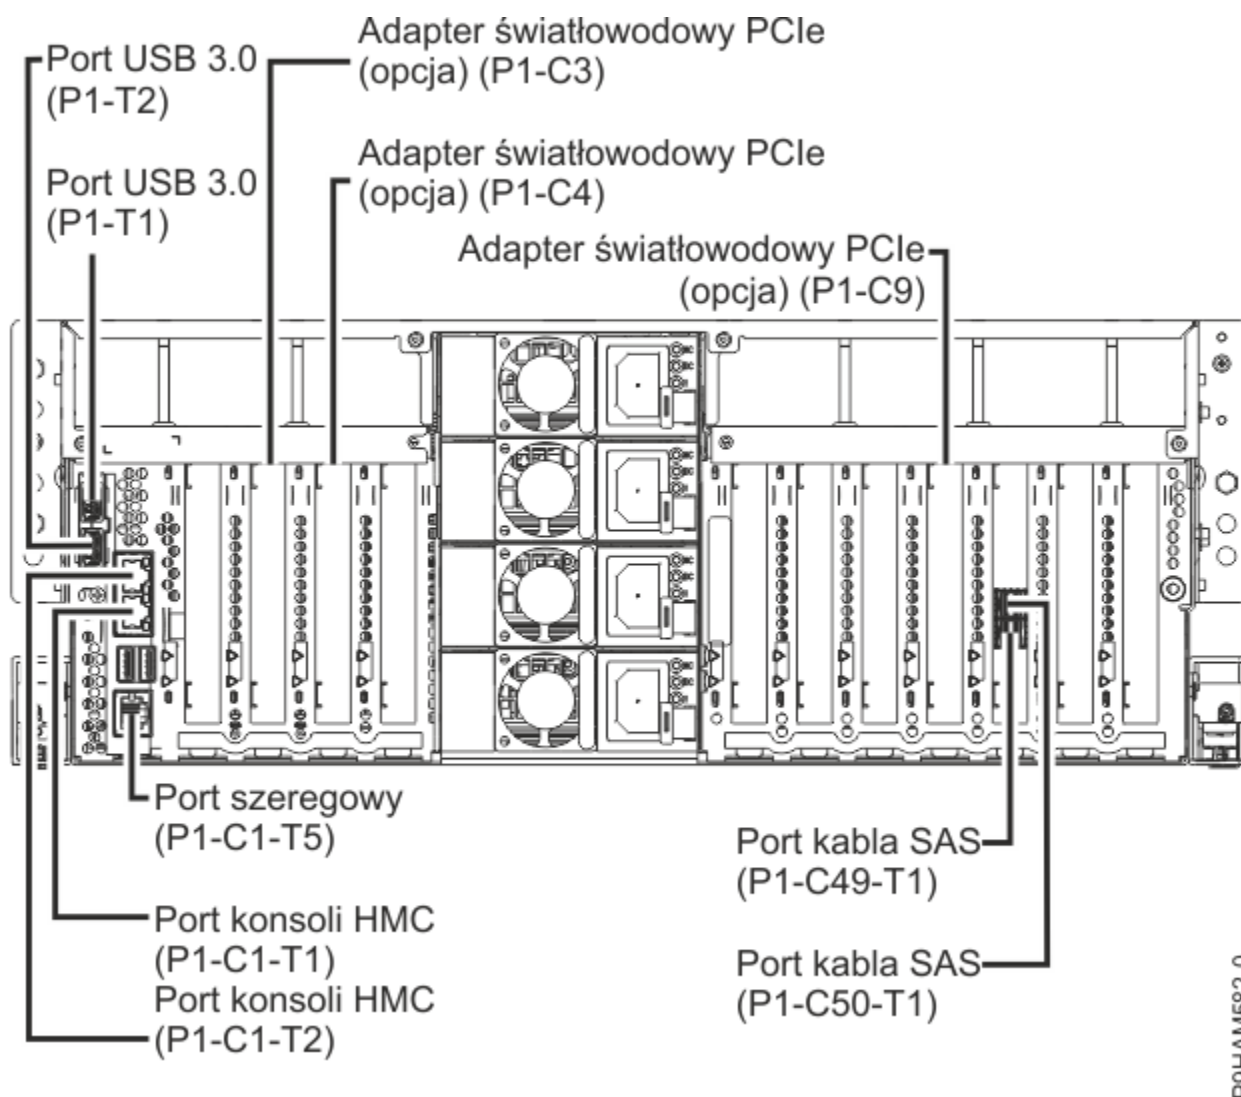 Adapter światłowodowy PCIe
(opcja) (P1-C3)
Port USB 3.0
(P1-T2)
Adapter światłowodowy PCIe
(opcja) (P1-C4)
Port USB 3.0
(P1-T1)
Adapter światłowodowy PCIe
(opcja) (P1-C9)
Port szeregowy
(P1-C1-T5)
Port kabla SAS
(P1-C49-T1)
Port konsoli HMC
(P1-C1-T1)
Port konsoli HMC
(P1-C1-T2)
Port kabla SAS
(P1-C50-T1)